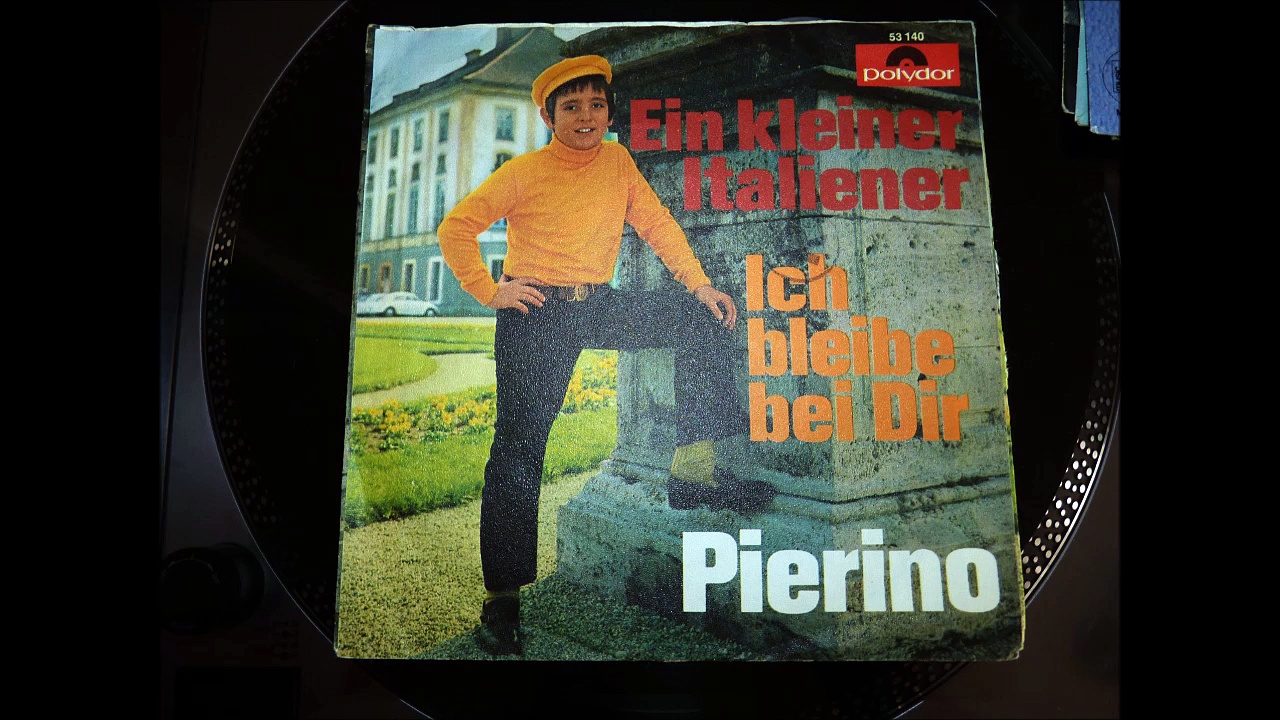 53 140
polydor
Ein kleiner
Italiener
Ich
bleibe
bei Dir
Pierino